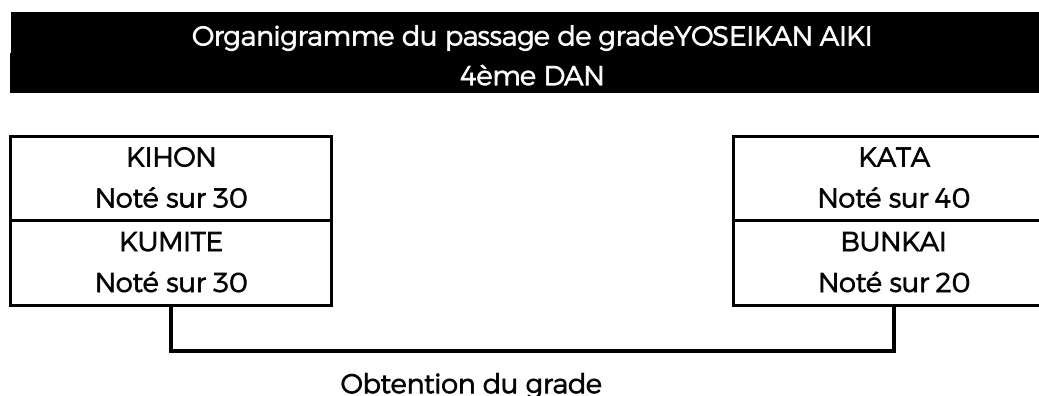 Organigramme du passage de gradeYOSEIKAN AIKI
4ème DAN
KIHON
Noté sur 30
KUMITE
Noté sur 30
KATA
Noté sur 40
BUNKAI
Noté sur 20
Obtention du grade